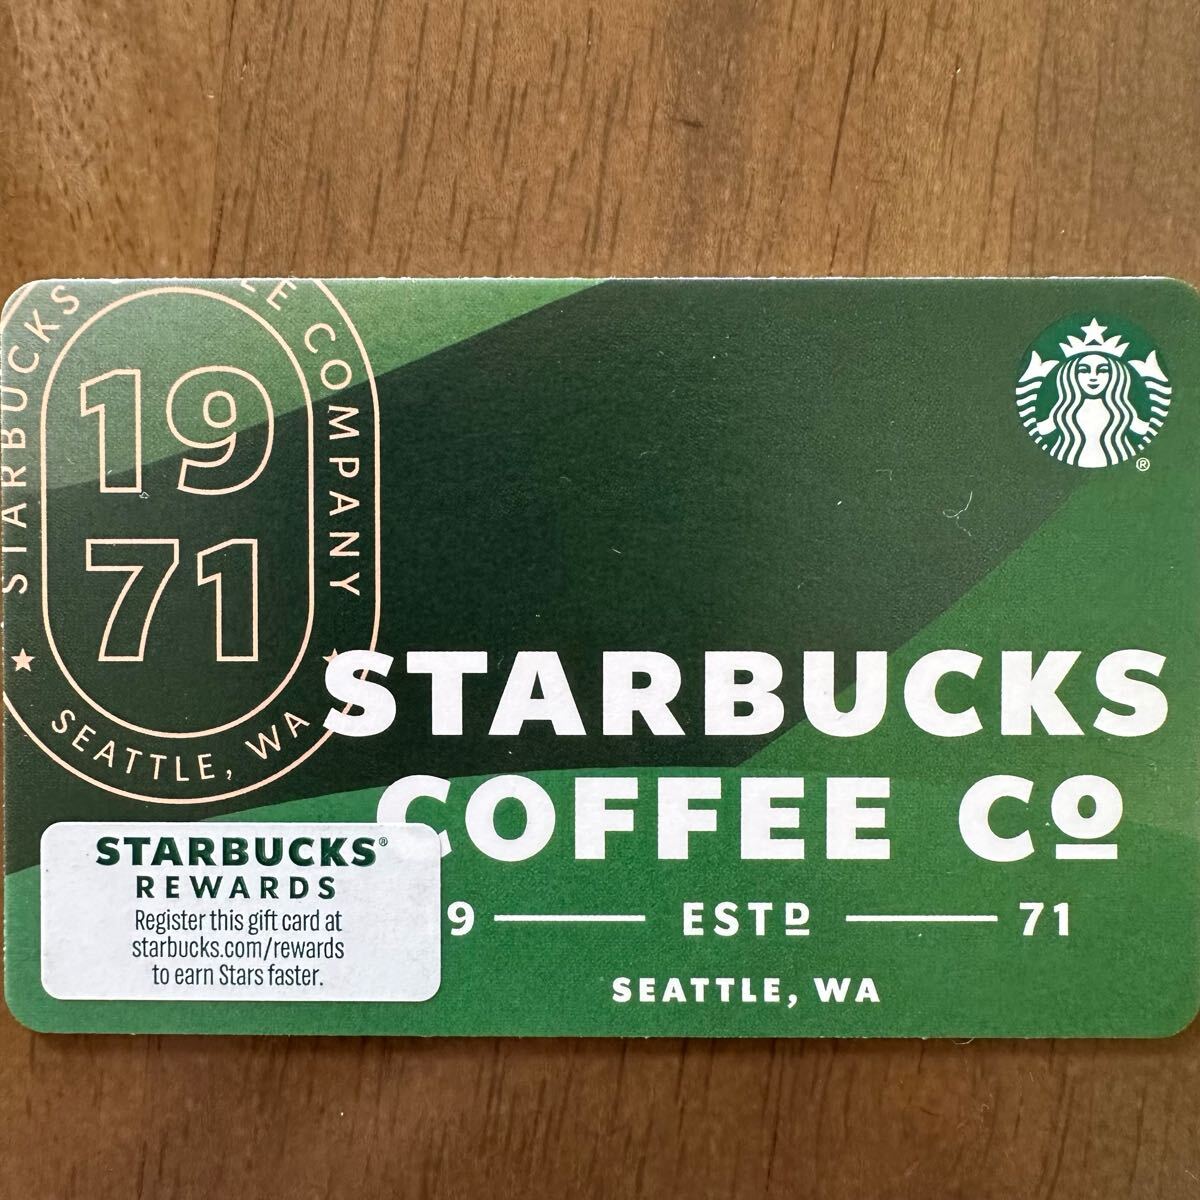 STARBUCKS
EE COMPANY
19
71
★ SEATTLE, WA ★
STARBUCKS
COFFEE Cº
9 — ESTD — 71
SEATTLE, WA
STARBUCKS®
REWARDS
Register this gift card at
starbucks.com/rewards
to earn Stars faster.
®